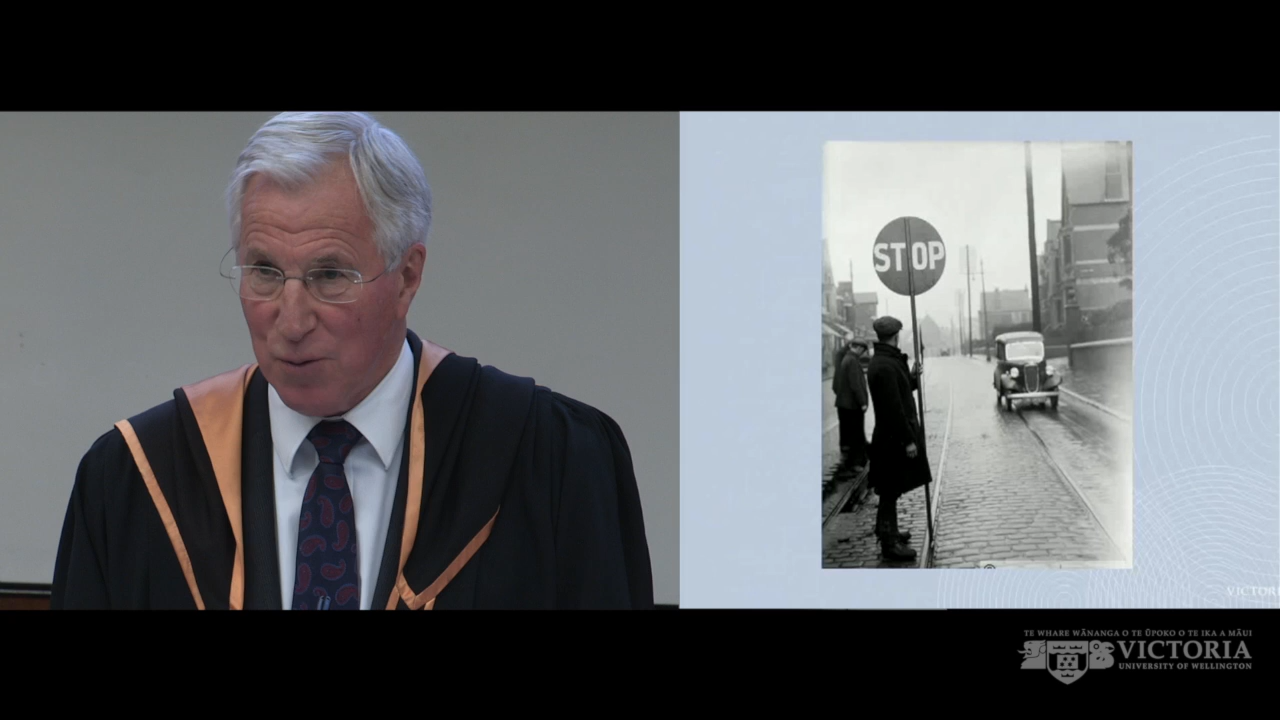 STOP
TE WHARE WĀNANGA O TE ŪPOKO O TE IKA A MĀUI
VICTORIA
UNIVERSITY OF WELLINGTON